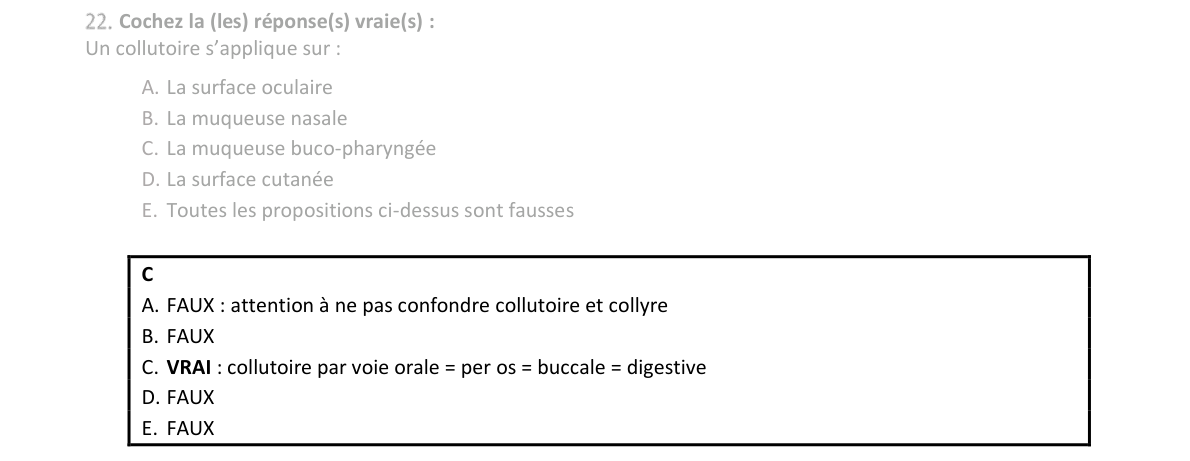 22. Cochez la (les) réponse(s) vraie(s) :
Un collutoire s’applique sur :
A. La surface oculaire
B. La muqueuse nasale
C. La muqueuse buco-pharyngée
D. La surface cutanée
E. Toutes les propositions ci-dessus sont fausses
C
A. FAUX : attention à ne pas confondre collutoire et collyre
B. FAUX
C. VRAI : collutoire par voie orale = per os = buccale = digestive
D. FAUX
E. FAUX